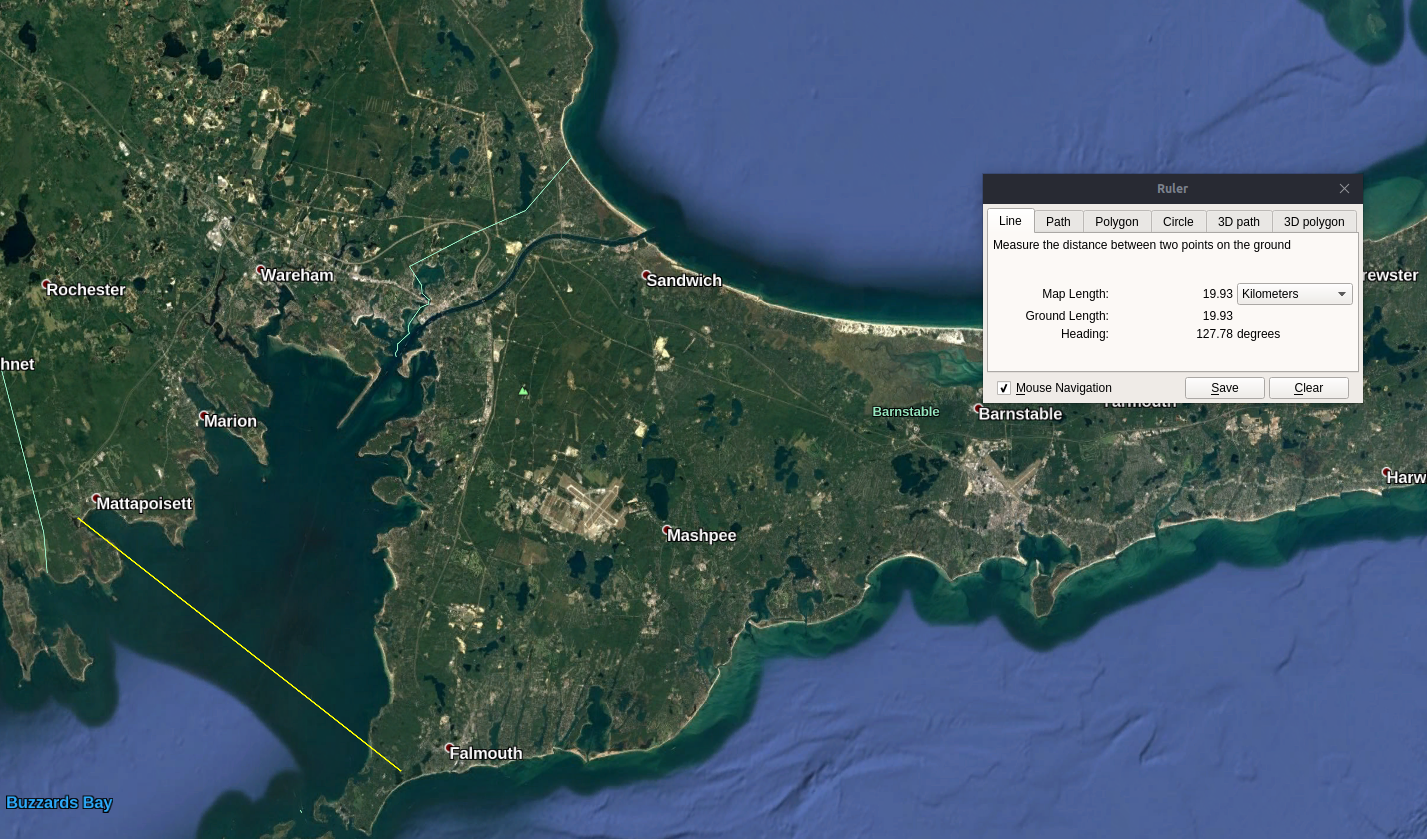 Ruler
Line Path Polygon Circle 3D path 3D polygon
Measure the distance between two points on the ground
Map Length: 19.93 Kilometers
Ground Length: 19.93
Heading: 127.78 degrees
Mouse Navigation Save Clear
Wareham
Sandwich
rewster
Rochester
hnet
Marion
Barnstable
Barnstable
Harw
Mattapoisett
Mashpee
Falmouth
Buzzards Bay